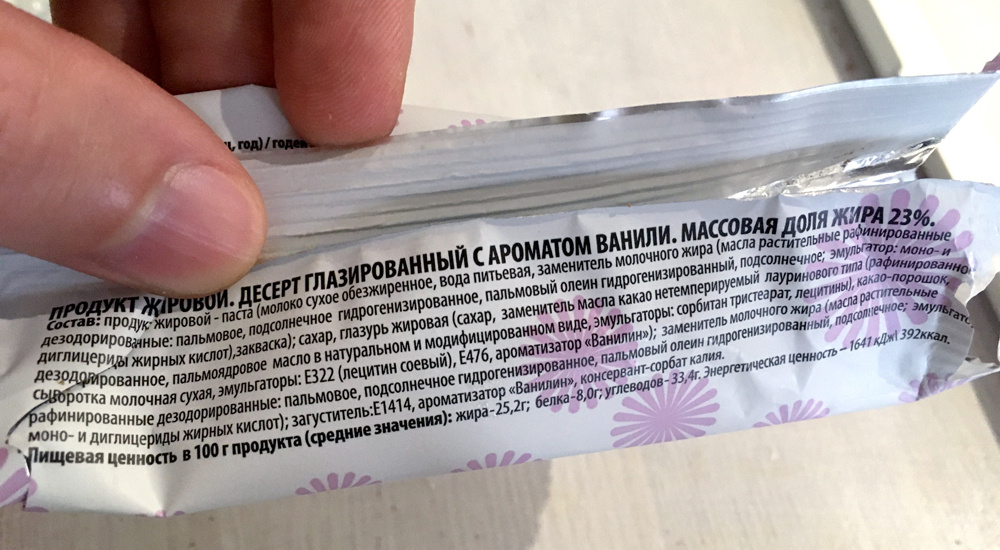 год) / годен
ПРОДУКТ ЖИРОВОЙ. ДЕСЕРТ ГЛАЗИРОВАННЫЙ С АРОМАТОМ ВАНИЛИ. МАССОВАЯ ДОЛЯ ЖИРА 23%.
Состав: продукт жировой - паста (молоко сухое обезжиренное, вода питьевая, заменитель молочного жира (масла растительные рафинированные
дезодорированные: пальмовое, подсолнечное гидрогенизированное, пальмовый олеин гидрогенизированный, подсолнечное; эмульгатор: моно- и
диглицериды жирных кислот),закваска); сахар, глазурь жировая (сахар, заменитель масла какао нетемперируемый лауринового типа (рафинированное
дезодорированное, пальмоядровое масло в натуральном и модифицированном виде, эмульгаторы: сорбитан тристеарат, лецитины), какао-порошок,
сыворотка молочная сухая, эмульгаторы: Е322 (лецитин соевый), Е476, ароматизатор «Ванилин»); заменитель молочного жира (масла растительные
рафинированные дезодорированные: пальмовое, подсолнечное гидрогенизированное, пальмовый олеин гидрогенизированный, подсолнечное; эмульгатор:
моно- и диглицериды жирных кислот); загуститель:Е1414, ароматизатор «Ванилин», консервант-сорбат калия.
Пищевая ценность в 100 г продукта (средние значения): жира-25,2г; белка-8,0г; углеводов-33,4г. Энергетическая ценность – 1641 кДж\ 392ккал.